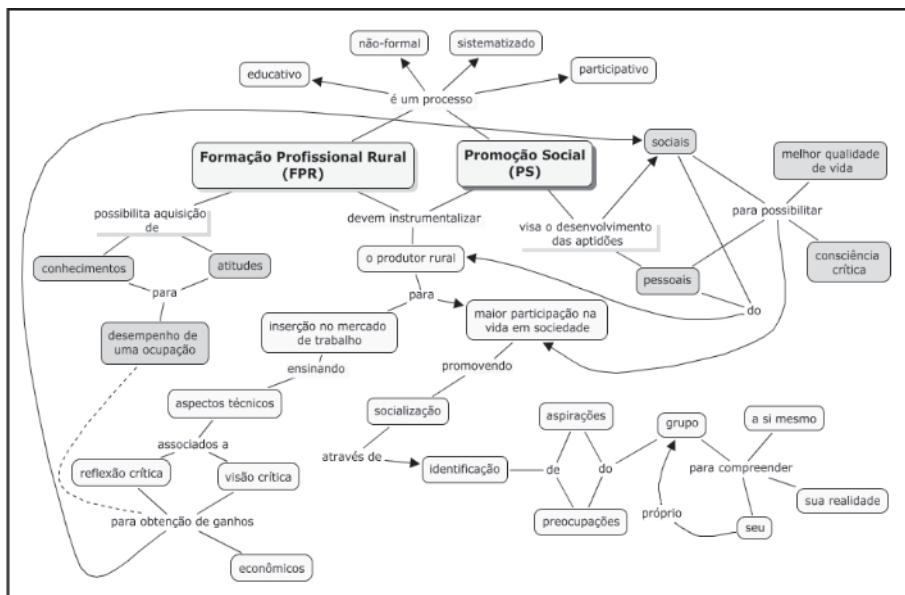 não-formal
sistematizado
educativo
participativo
é um processo
Formação Profissional Rural
(FPR)
Promoção Social
(PS)
sociais
melhor qualidade
de vida
possibilita aquisição
de
devem instrumentalizar
visa o desenvolvimento
das aptidões
para possibilitar
conhecimentos
atitudes
o produtor rural
pessoais
consciência
crítica
para
para
do
desempenho de
uma ocupação
inserção no mercado
de trabalho
maior participação na
vida em sociedade
ensinando
promovendo
aspectos técnicos
socialização
aspirações
grupo
a si mesmo
associados a
através de
reflexão crítica
visão crítica
identificação
de
do
para compreender
sua realidade
para obtenção de ganhos
preocupações
próprio
seu
econômicos